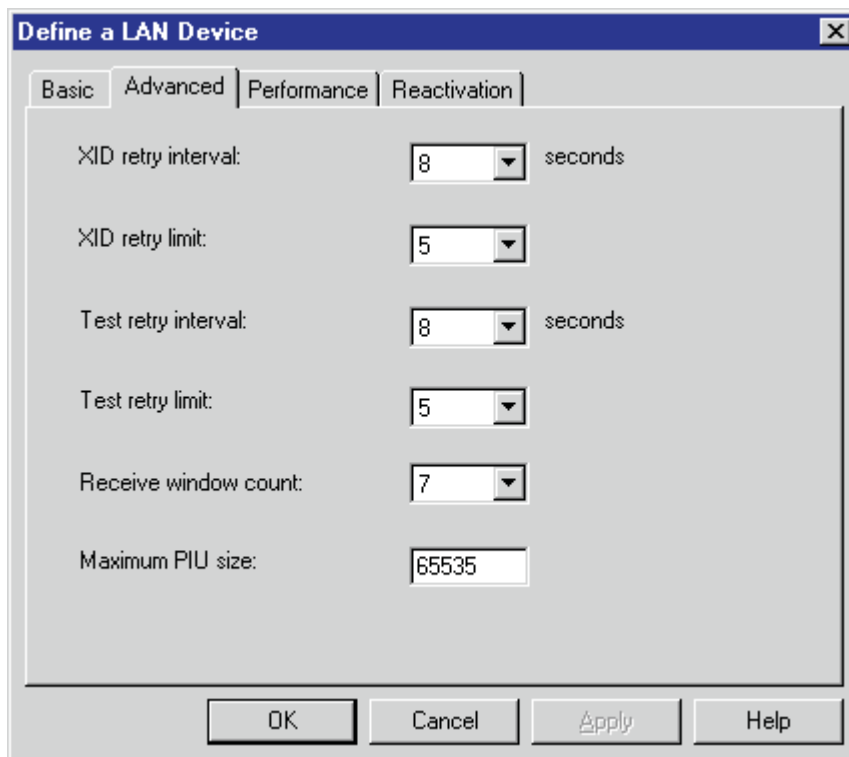 Define a LAN Device
Basic Advanced Performance Reactivation
XID retry interval: 8 seconds
XID retry limit: 5
Test retry interval: 8 seconds
Test retry limit: 5
Receive window count: 7
Maximum PIU size: 65535
OK Cancel Apply Help